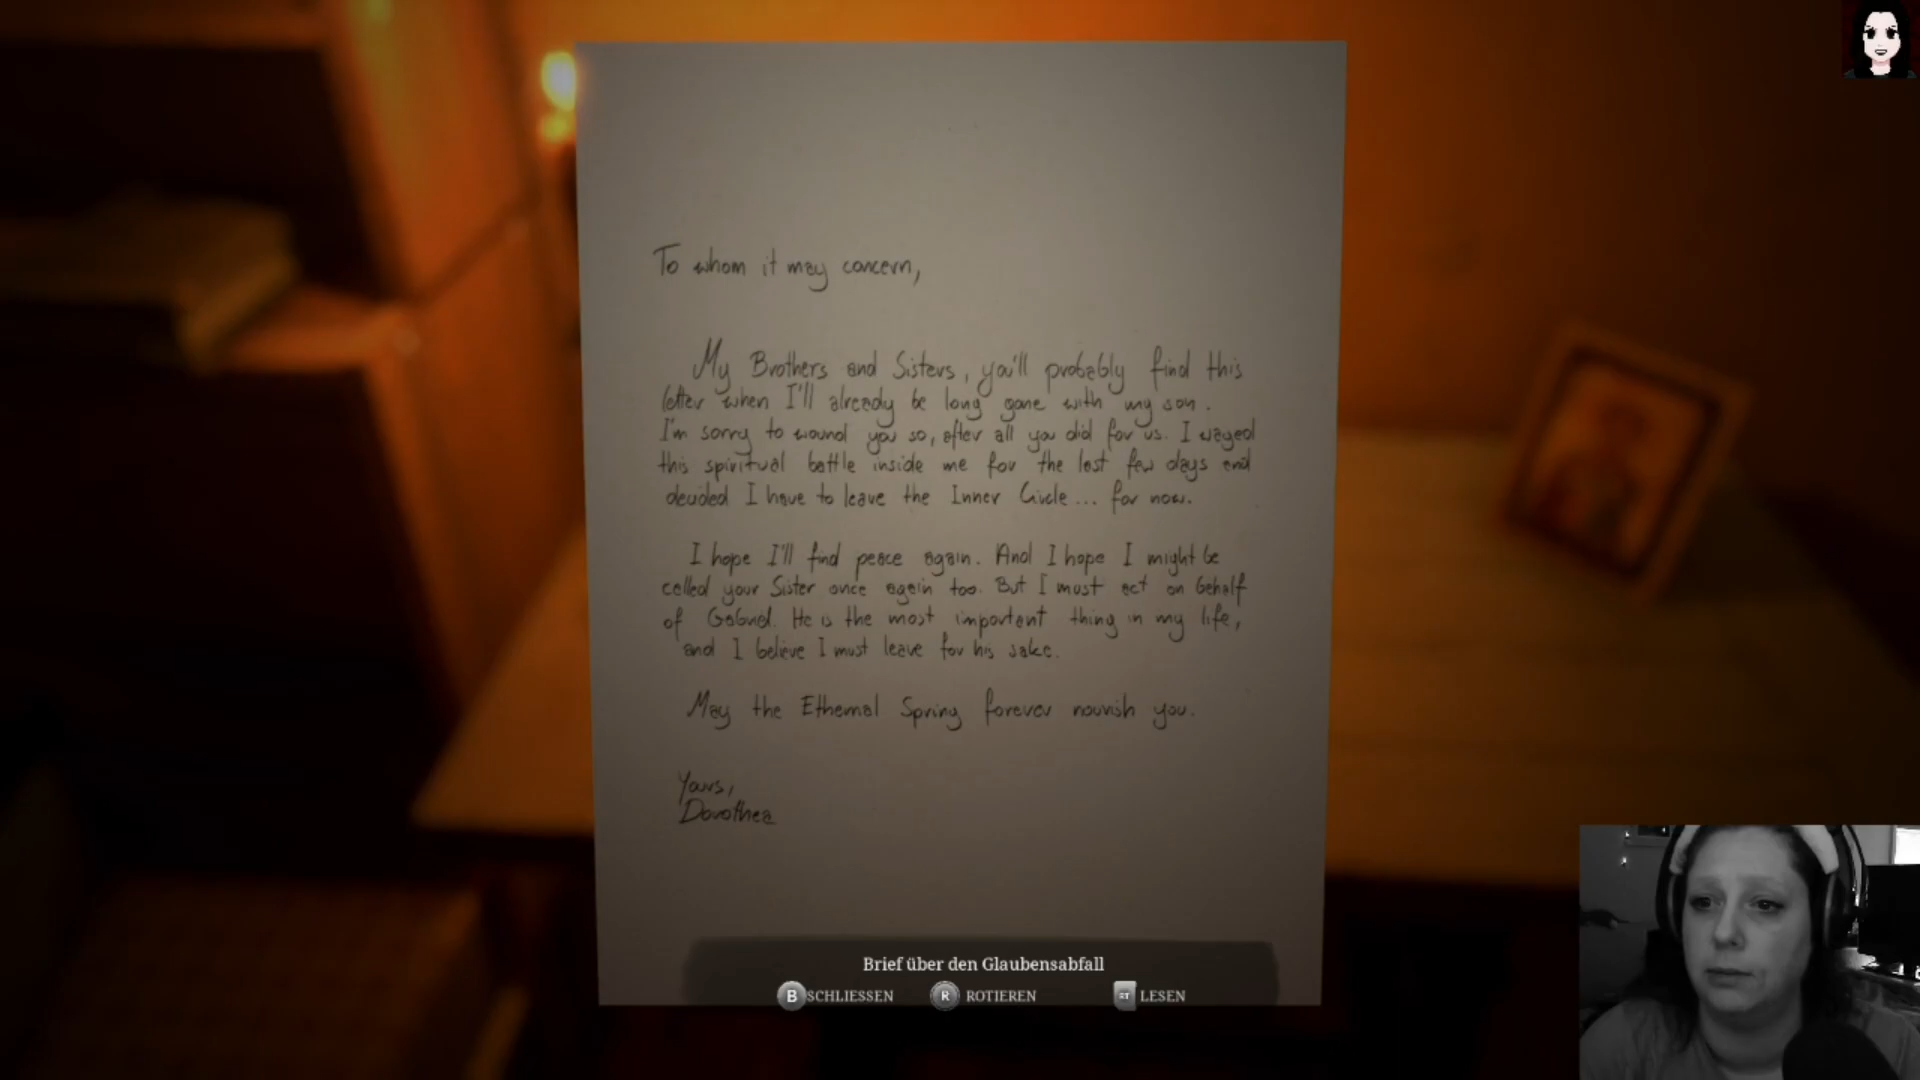 To whom it may concern,
My Brothers and Sisters, you'll probably find this
letter when I'll already be long gone with my son.
I'm sorry to wound you so, after all you did for us. I waged
this spiritual battle inside me for the last few days and
decided I have to leave the Inner Circle... for now.
I hope I'll find peace again. And I hope I might be
called your Sister once again too. But I must act on behalf
of Gabriel. He is the most important thing in my life,
and I believe I must leave for his sake.
May the Ethernal Spring forever nourish you.
Yours,
Dorothea
Brief über den Glaubensabfall
B SCHLIESSEN R ROTIEREN RT LESEN